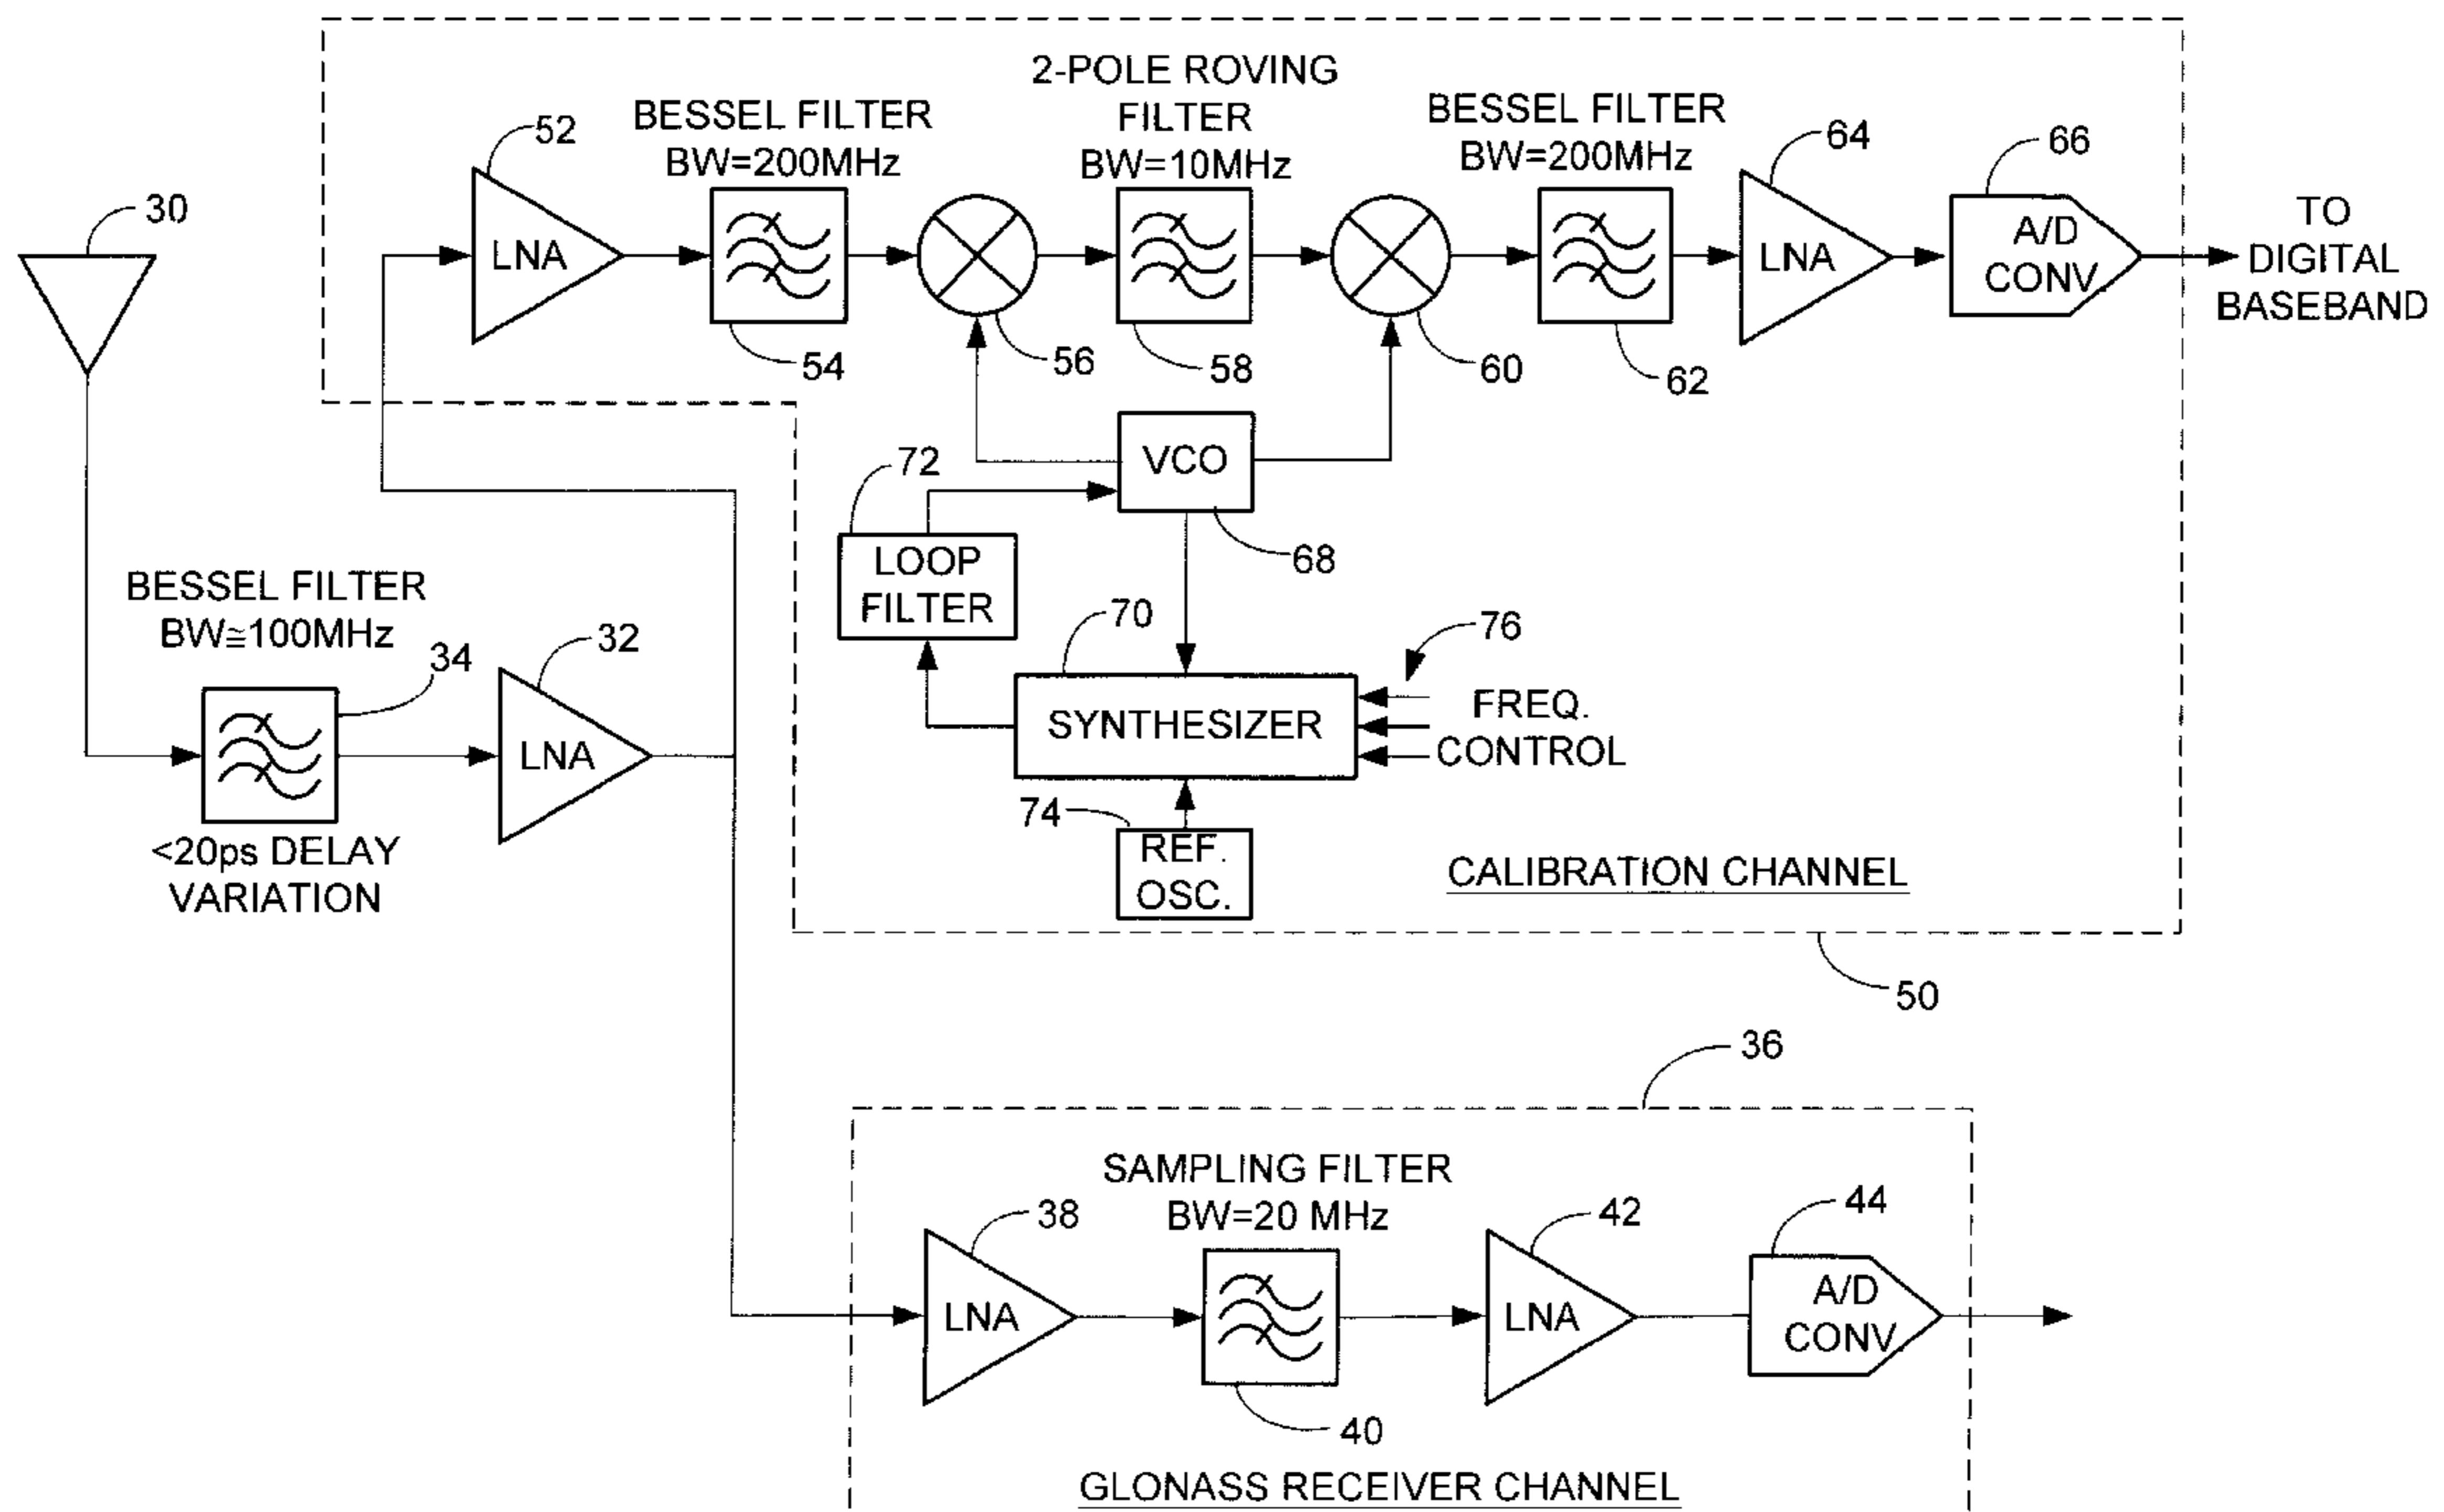 2-POLE ROVING
FILTER
BW=10MHz
BESSEL FILTER
BW=200MHz
BESSEL FILTER
BW=200MHz
52
64
66
30
LNA
LNA
A/D
CONV
TO
DIGITAL
BASEBAND
54
56
58
60
62
72
VCO
68
LOOP
FILTER
BESSEL FILTER
BW≅100MHz
34
32
70
76
LNA
SYNTHESIZER
FREQ.
CONTROL
<20ps DELAY
VARIATION
74
REF.
OSC.
CALIBRATION CHANNEL
50
36
SAMPLING FILTER
BW=20 MHz
38
42
44
LNA
LNA
A/D
CONV
40
GLONASS RECEIVER CHANNEL